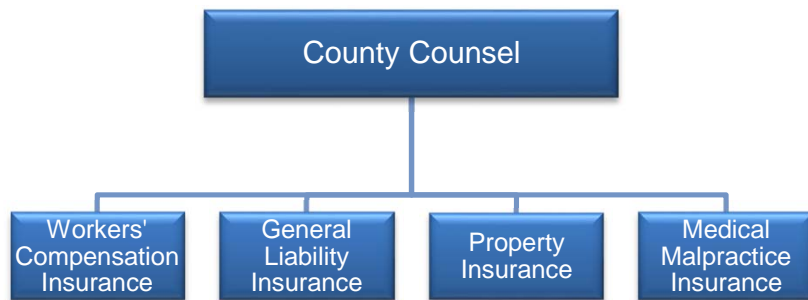 County Counsel
Workers'
Compensation
Insurance
General
Liability
Insurance
Property
Insurance
Medical
Malpractice
Insurance